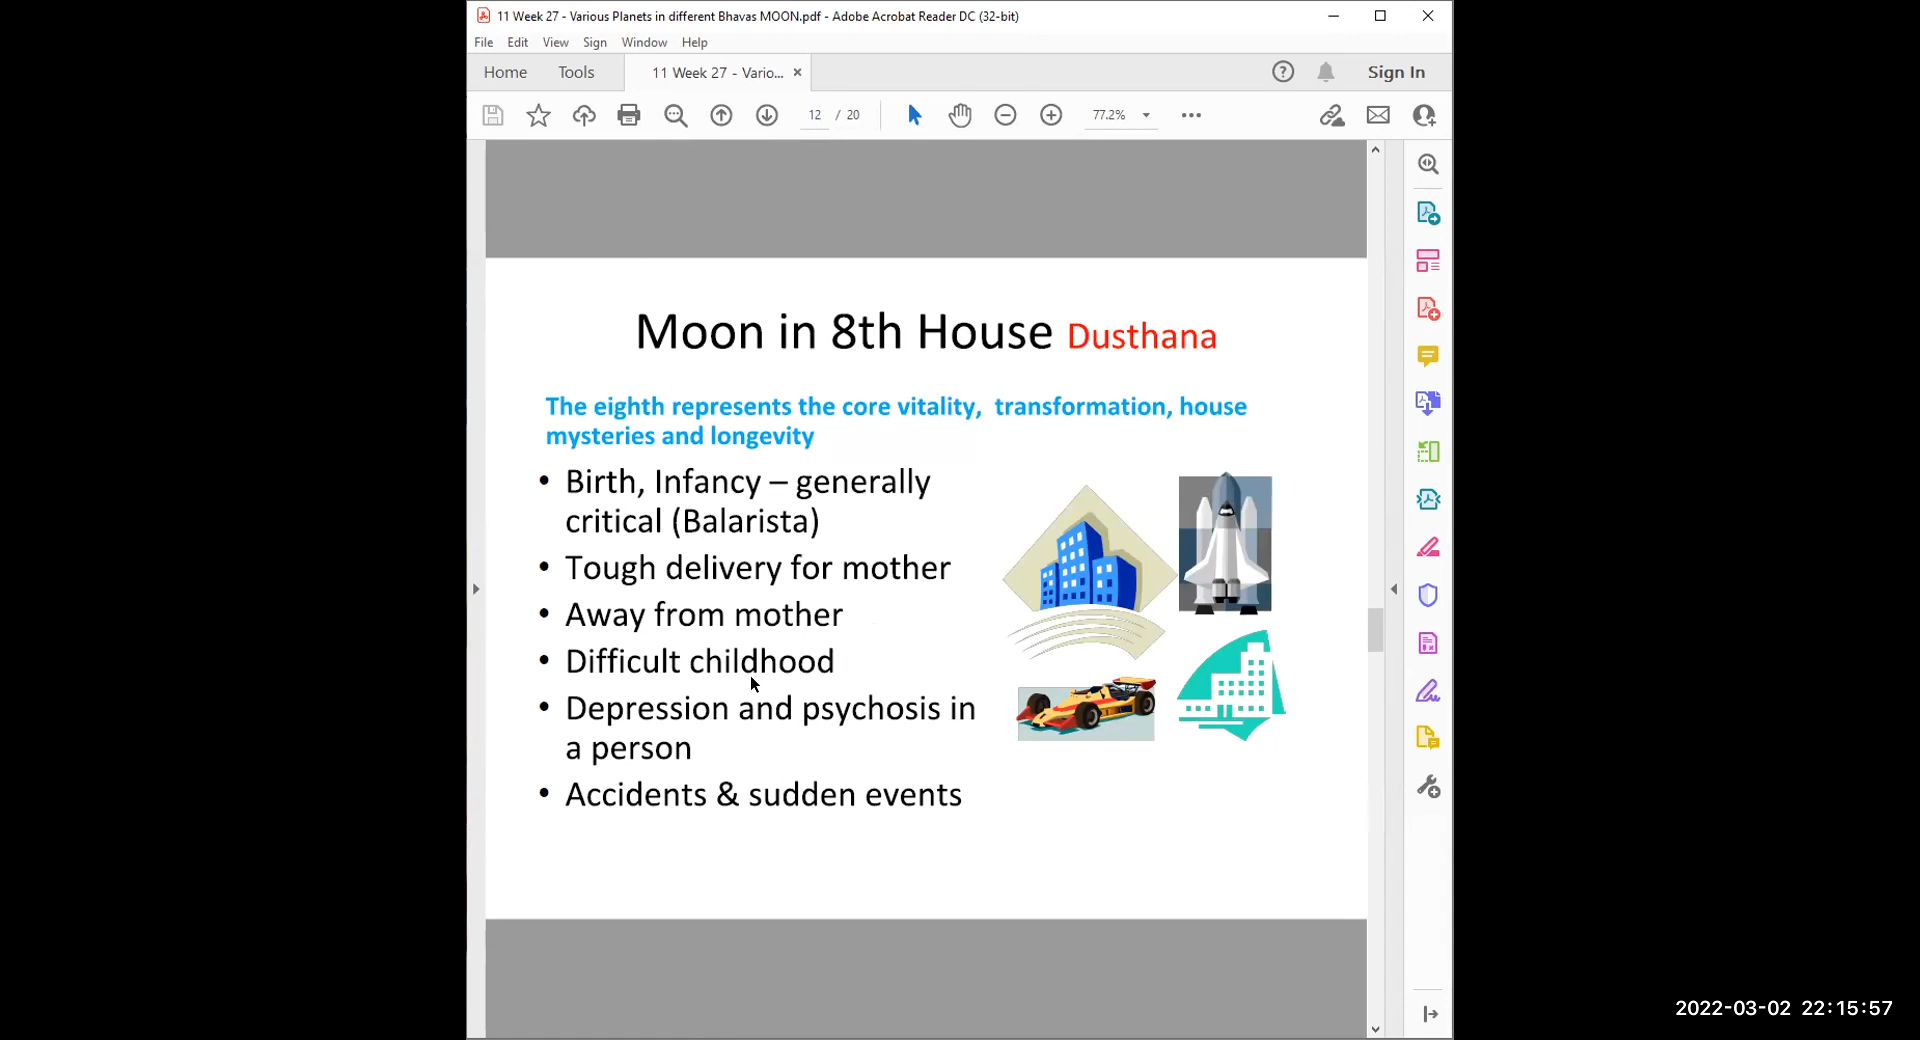 11 Week 27 - Various Planets in different Bhavas MOON.pdf - Adobe Acrobat Reader DC (32-bit)
File Edit View Sign Window Help
Home Tools 11 Week 27 - Vario... × Sign In
12 / 20 77.2%
Moon in 8th House Dusthana
The eighth represents the core vitality, transformation, house
mysteries and longevity
• Birth, Infancy – generally
critical (Balarista)
• Tough delivery for mother
• Away from mother
• Difficult childhood
• Depression and psychosis in
a person
• Accidents & sudden events
2022-03-02 22:15:57